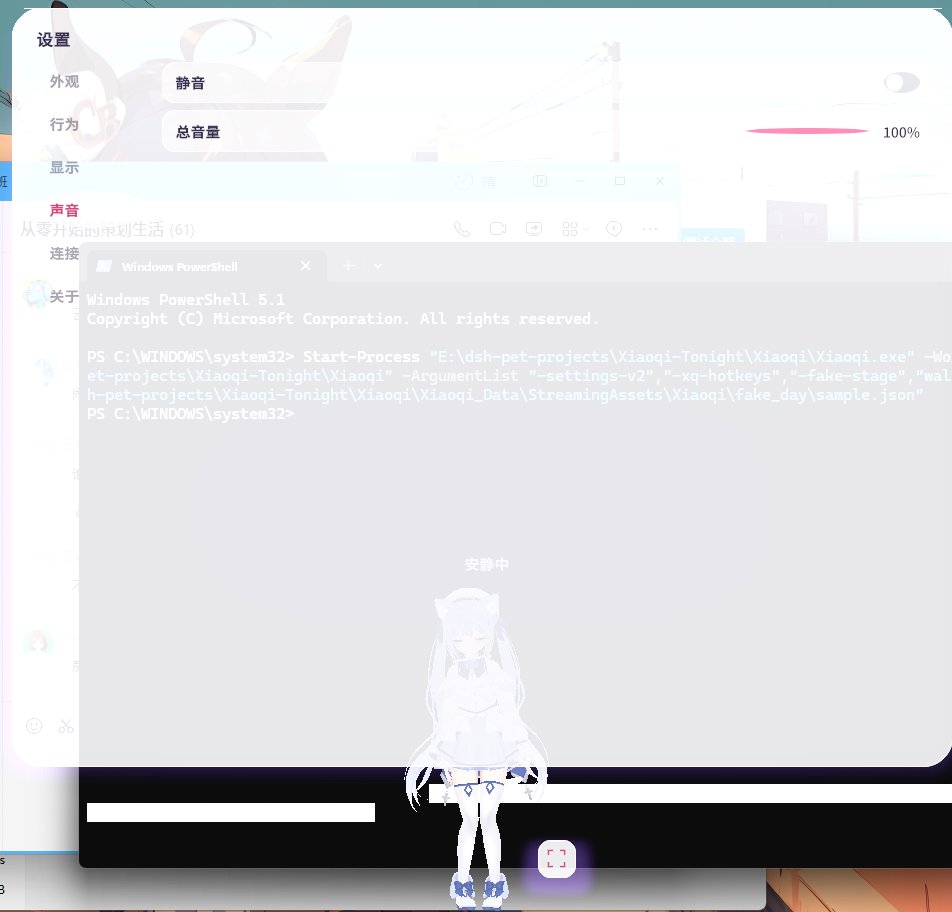 设置
外观
静音
行为
总音量
100%
显示
班
声音
从零开始的策划生活 (61)
连接
Windows PowerShell
关于
Windows PowerShell 5.1
Copyright (C) Microsoft Corporation. All rights reserved.
PS C:\WINDOWS\system32> Start-Process "E:\dsh-pet-projects\Xiaoqi-Tonight\Xiaoqi\Xiaoqi.exe" -Wo
et-projects\Xiaoqi-Tonight\Xiaoqi" -ArgumentList "-settings-v2","-xq-hotkeys","-fake-stage","wal
h-pet-projects\Xiaoqi-Tonight\Xiaoqi\Xiaoqi_Data\StreamingAssets\Xiaoqi\fake_day\sample.json"
PS C:\WINDOWS\system32>
安静中
s